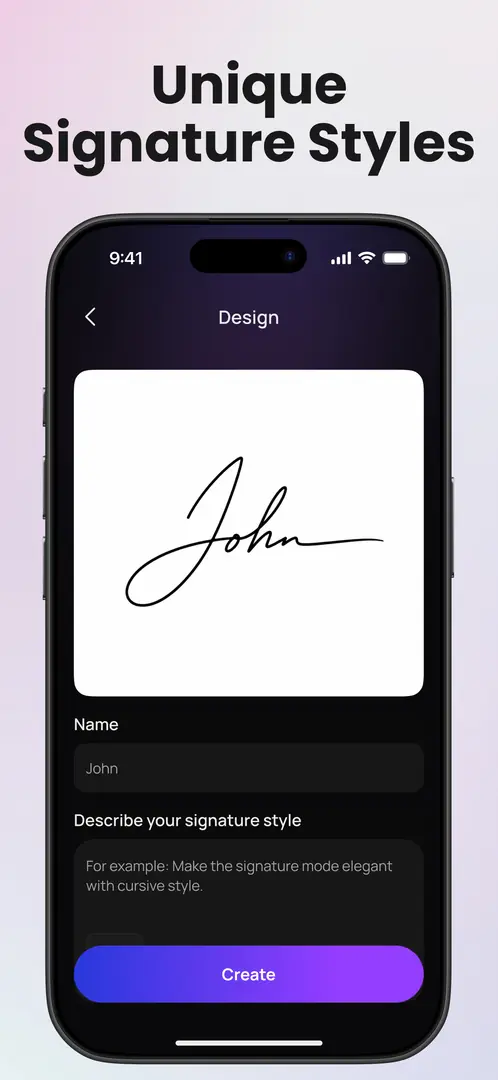 Unique
Signature Styles
9:41
Design
John
Name
John
Describe your signature style
For example: Make the signature mode elegant
with cursive style.
Create